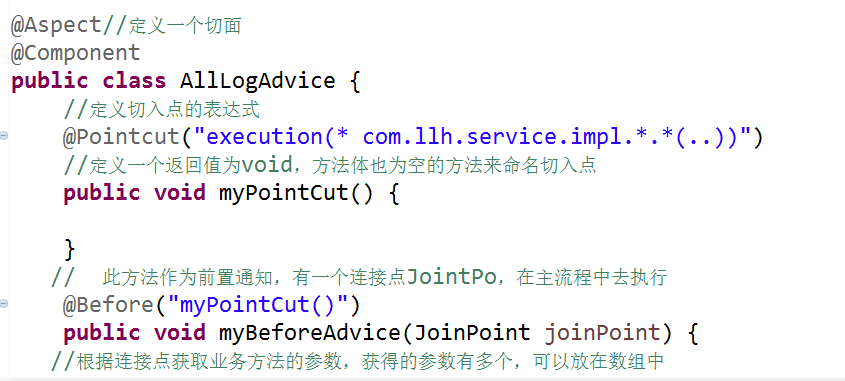 @Aspect//定义一个切面
@Component
public class AllLogAdvice {
//定义切入点的表达式
@Pointcut("execution(* com.llh.service.impl.*.*(..))")
//定义一个返回值为void，方法体也为空的方法来命名切入点
public void myPointCut() {
}
// 此方法作为前置通知，有一个连接点JointPo，在主流程中去执行
@Before("myPointCut()")
public void myBeforeAdvice(JoinPoint joinPoint) {
//根据连接点获取业务方法的参数，获得的参数有多个，可以放在数组中